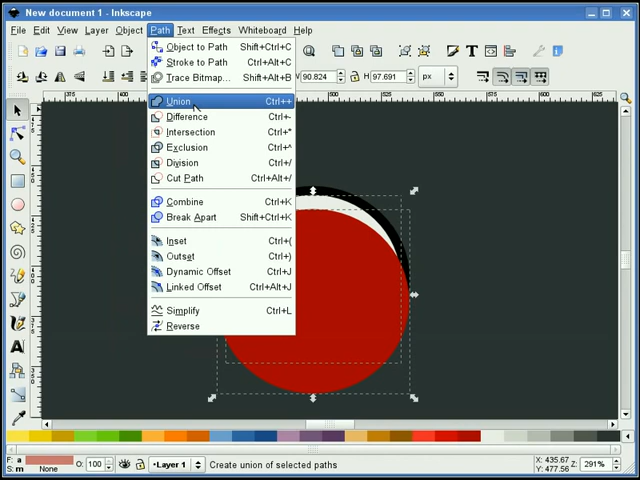 New document 1 - Inkscape
File Edit View Layer Object Path Text Effects Whiteboard Help
Object to Path Shift+Ctrl+C
Stroke to Path Ctrl+Alt+C
Trace Bitmap... Shift+Alt+B
90.824 H 97.691 px
Union Ctrl++
Difference Ctrl+-
Intersection Ctrl+*
Exclusion Ctrl+^
Division Ctrl+/
Cut Path Ctrl+Alt+/
Combine Ctrl+K
Break Apart Shift+Ctrl+K
Inset Ctrl+(
Outset Ctrl+)
Dynamic Offset Ctrl+J
Linked Offset Ctrl+Alt+J
Simplify Ctrl+L
Reverse
F: a
S: m None
O: 100
•Layer 1
Create union of selected paths
X: 435.67
Y: 477.56
Z: 291%